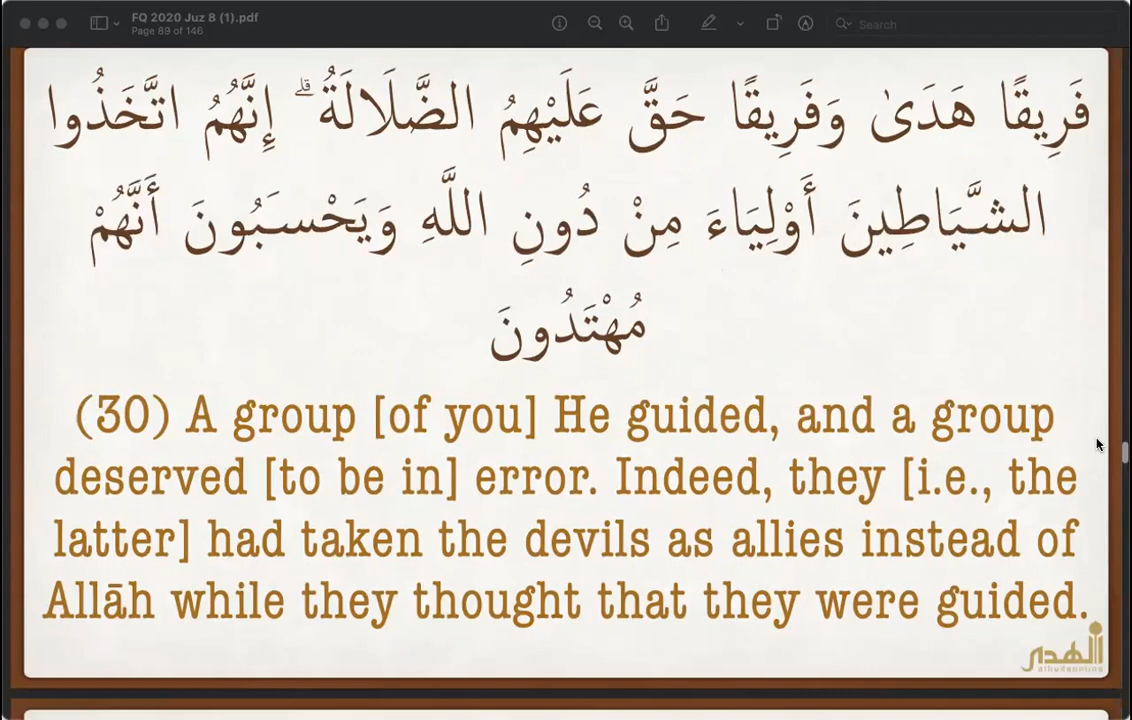 FQ 2020 Juz 8 (1).pdf
Page 89 of 146
Search
فَرِيقًا هَدَىٰ وَفَرِيقًا حَقَّ عَلَيْهِمُ الضَّلَالَةُ ۗ إِنَّهُمُ اتَّخَذُوا
الشَّيَاطِينَ أَوْلِيَاءَ مِنْ دُونِ اللَّهِ وَيَحْسَبُونَ أَنَّهُمْ
مُهْتَدُونَ
(30) A group [of you] He guided, and a group
deserved [to be in] error. Indeed, they [i.e., the
latter] had taken the devils as allies instead of
Allāh while they thought that they were guided.
الهدى